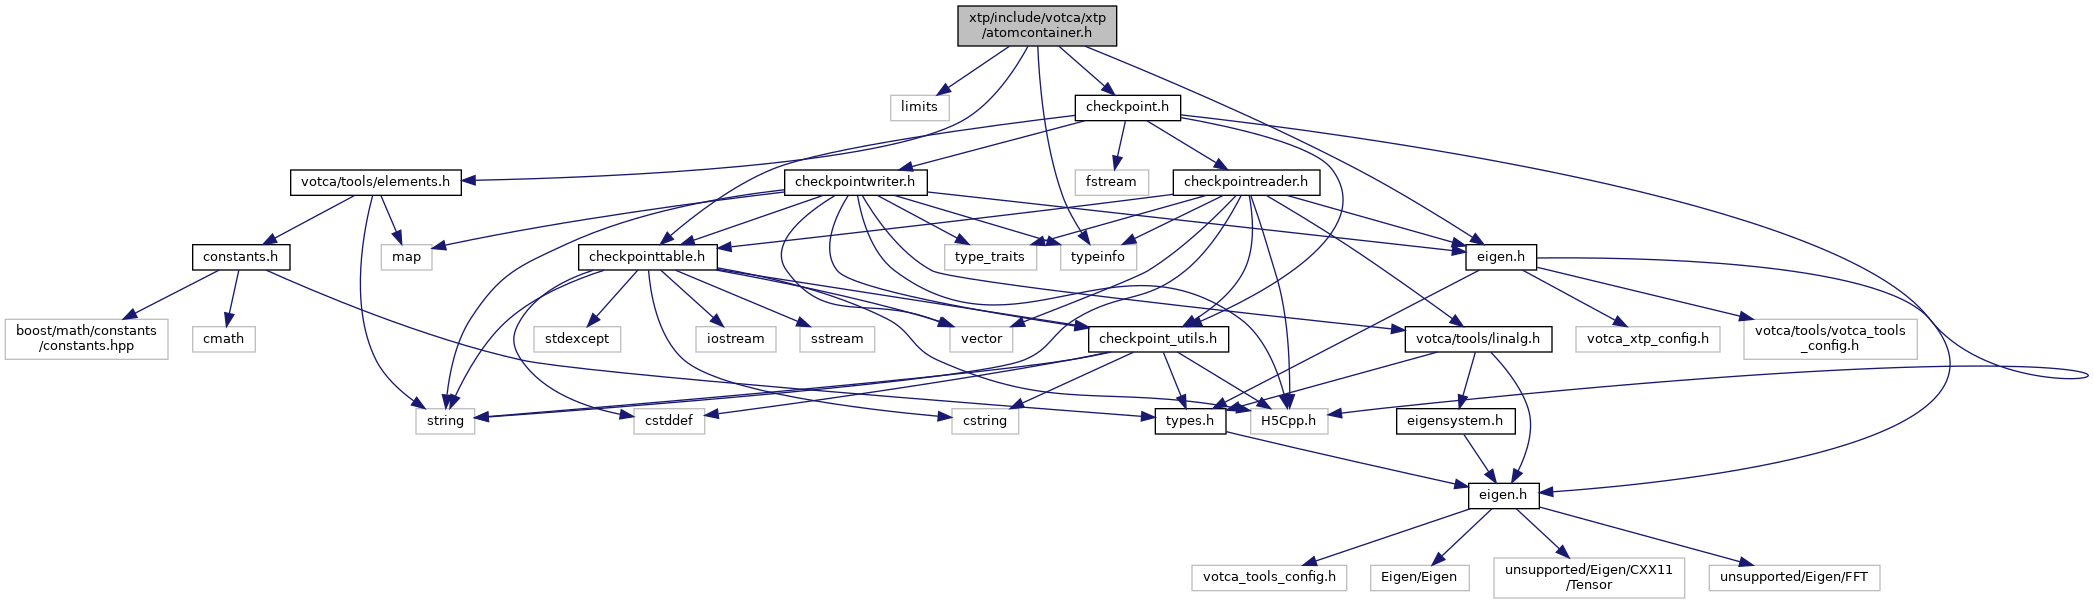 xtp/include/votca/xtp
/atomcontainer.h
limits
checkpoint.h
votca/tools/elements.h
checkpointwriter.h
fstream
checkpointreader.h
constants.h
map
checkpointtable.h
type_traits
typeinfo
eigen.h
boost/math/constants
/constants.hpp
cmath
stdexcept
iostream
sstream
vector
checkpoint_utils.h
votca/tools/linalg.h
votca_xtp_config.h
votca/tools/votca_tools
_config.h
string
cstddef
cstring
types.h
H5Cpp.h
eigensystem.h
eigen.h
votca_tools_config.h
Eigen/Eigen
unsupported/Eigen/CXX11
/Tensor
unsupported/Eigen/FFT